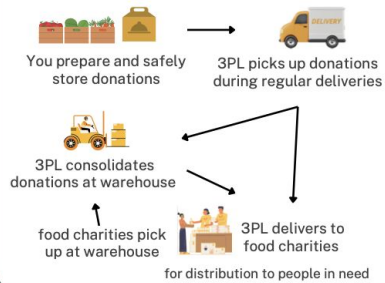 DELIVERY
You prepare and safely
store donations
3PL picks up donations
during regular deliveries
3PL consolidates
donations at warehouse
food charities pick
up at warehouse
3PL delivers to
food charities
for distribution to people in need